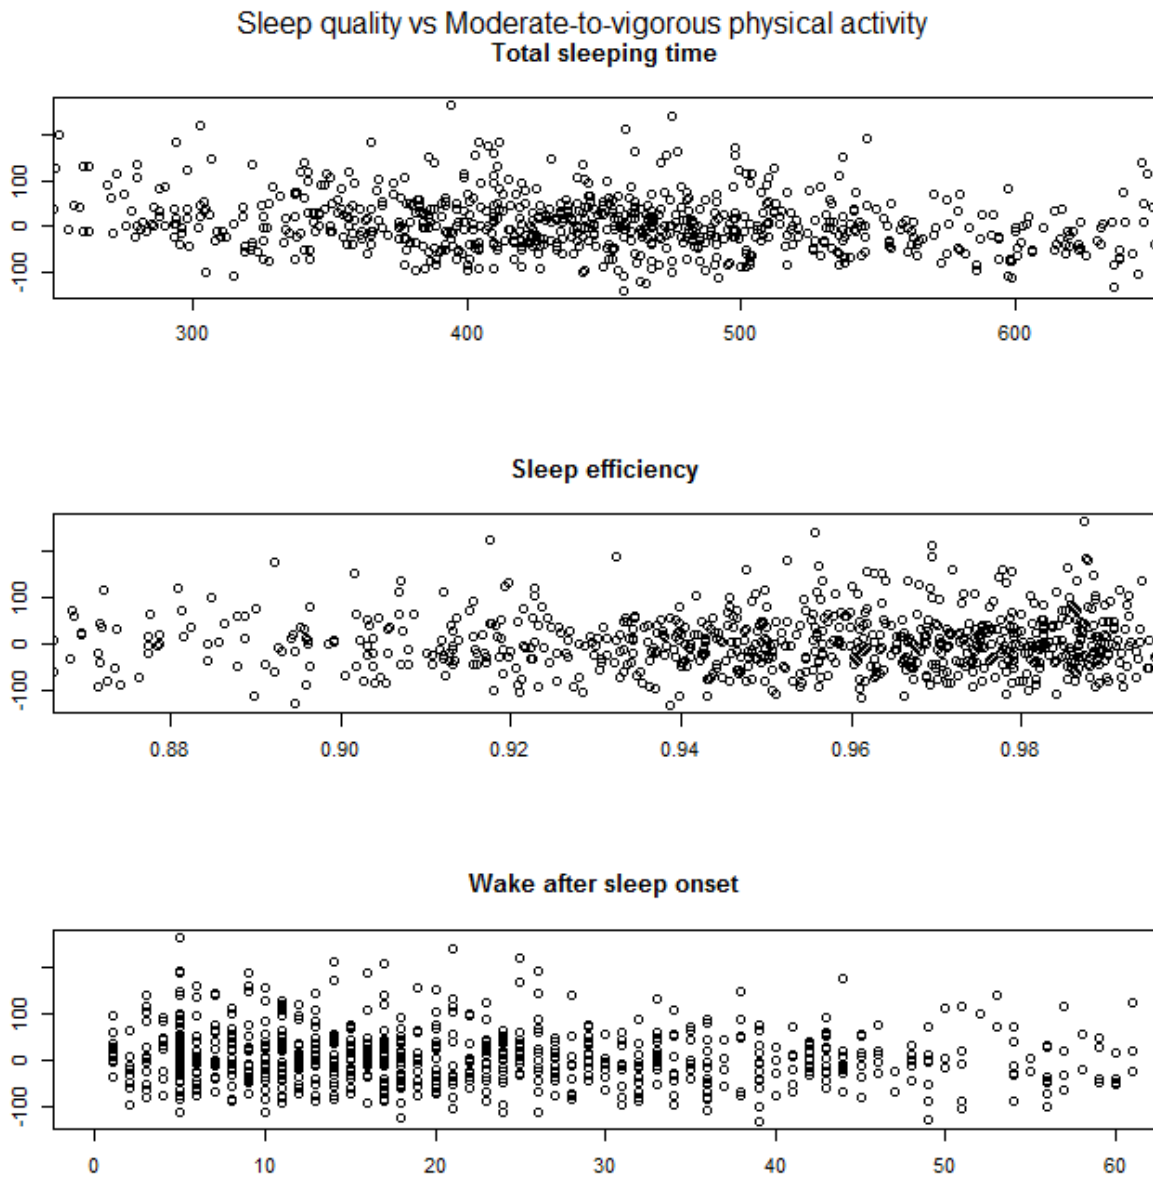 Sleep quality vs Moderate-to-vigorous physical activity
Total sleeping time
100
0
-100
300 400 500 600
Sleep efficiency
100
0
-100
0.88 0.90 0.92 0.94 0.96 0.98
Wake after sleep onset
100
0
-100
0 10 20 30 40 50 60